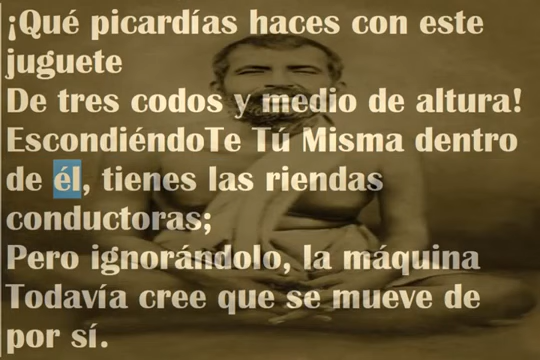 ¡Qué picardías haces con este
juguete
De tres codos y medio de altura!
EscondiéndoTe Tú Misma dentro
de él, tienes las riendas
conductoras;
Pero ignorándolo, la máquina
Todavía cree que se mueve de
por sí.